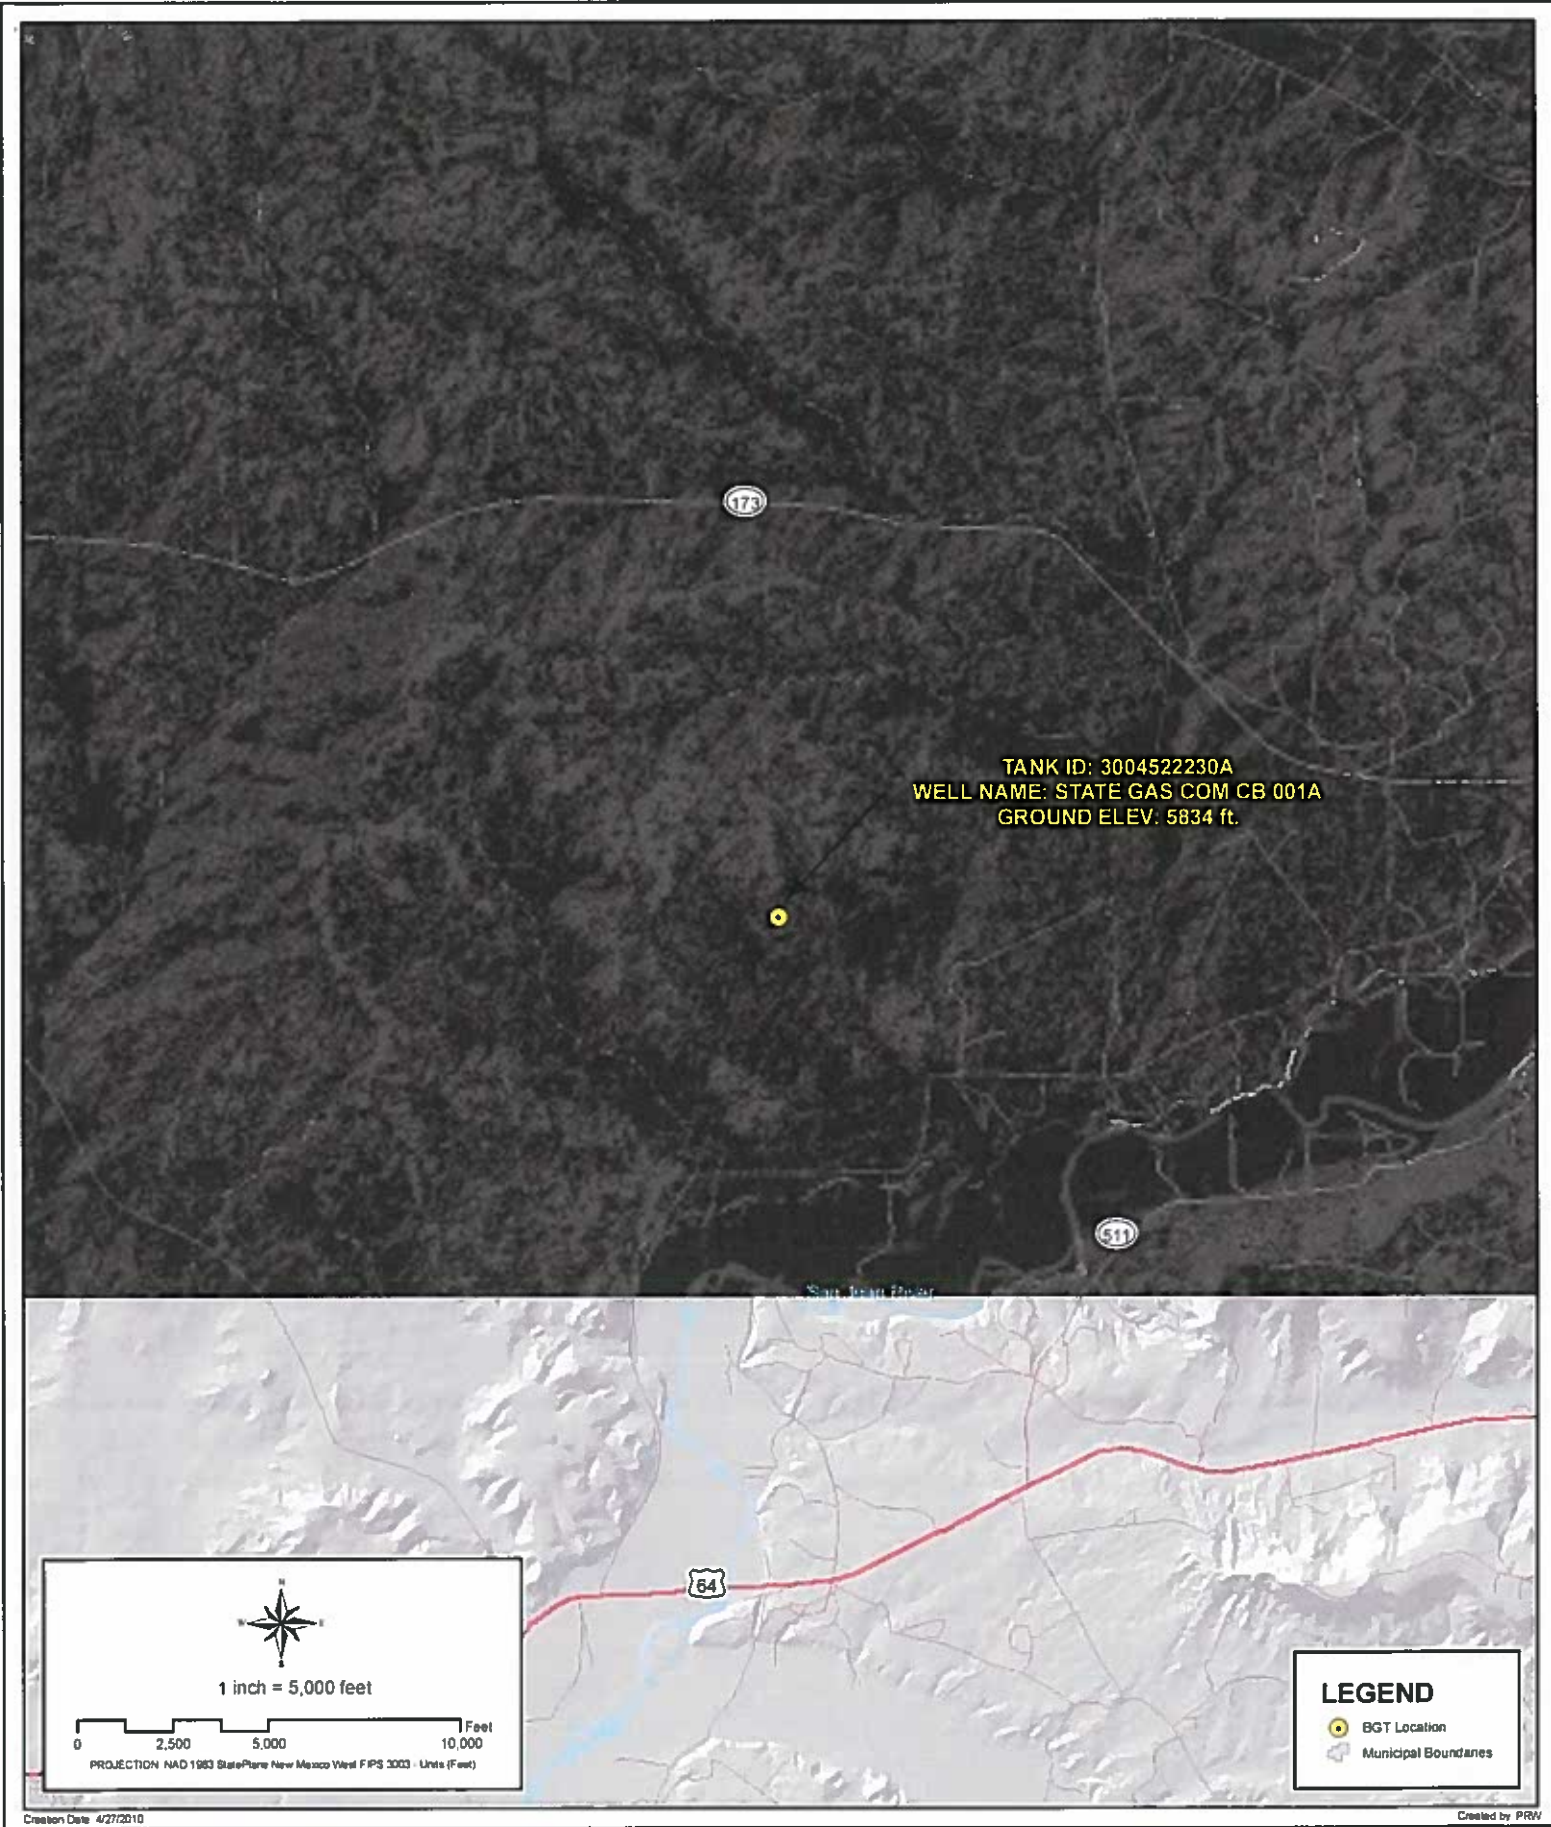 173
TANK ID: 3004522230A
WELL NAME: STATE GAS COM CB 001A
GROUND ELEV: 5834 ft.
511
San Juan River
64
N
W E
S
1 inch = 5,000 feet
Feet
0 2,500 5,000 10,000
PROJECTION NAD 1983 StatePlane New Mexico West FIPS 3003 - Units (Feet)
LEGEND
BGT Location
Municipal Boundaries
Creation Date 4/27/2010
Created by PRW